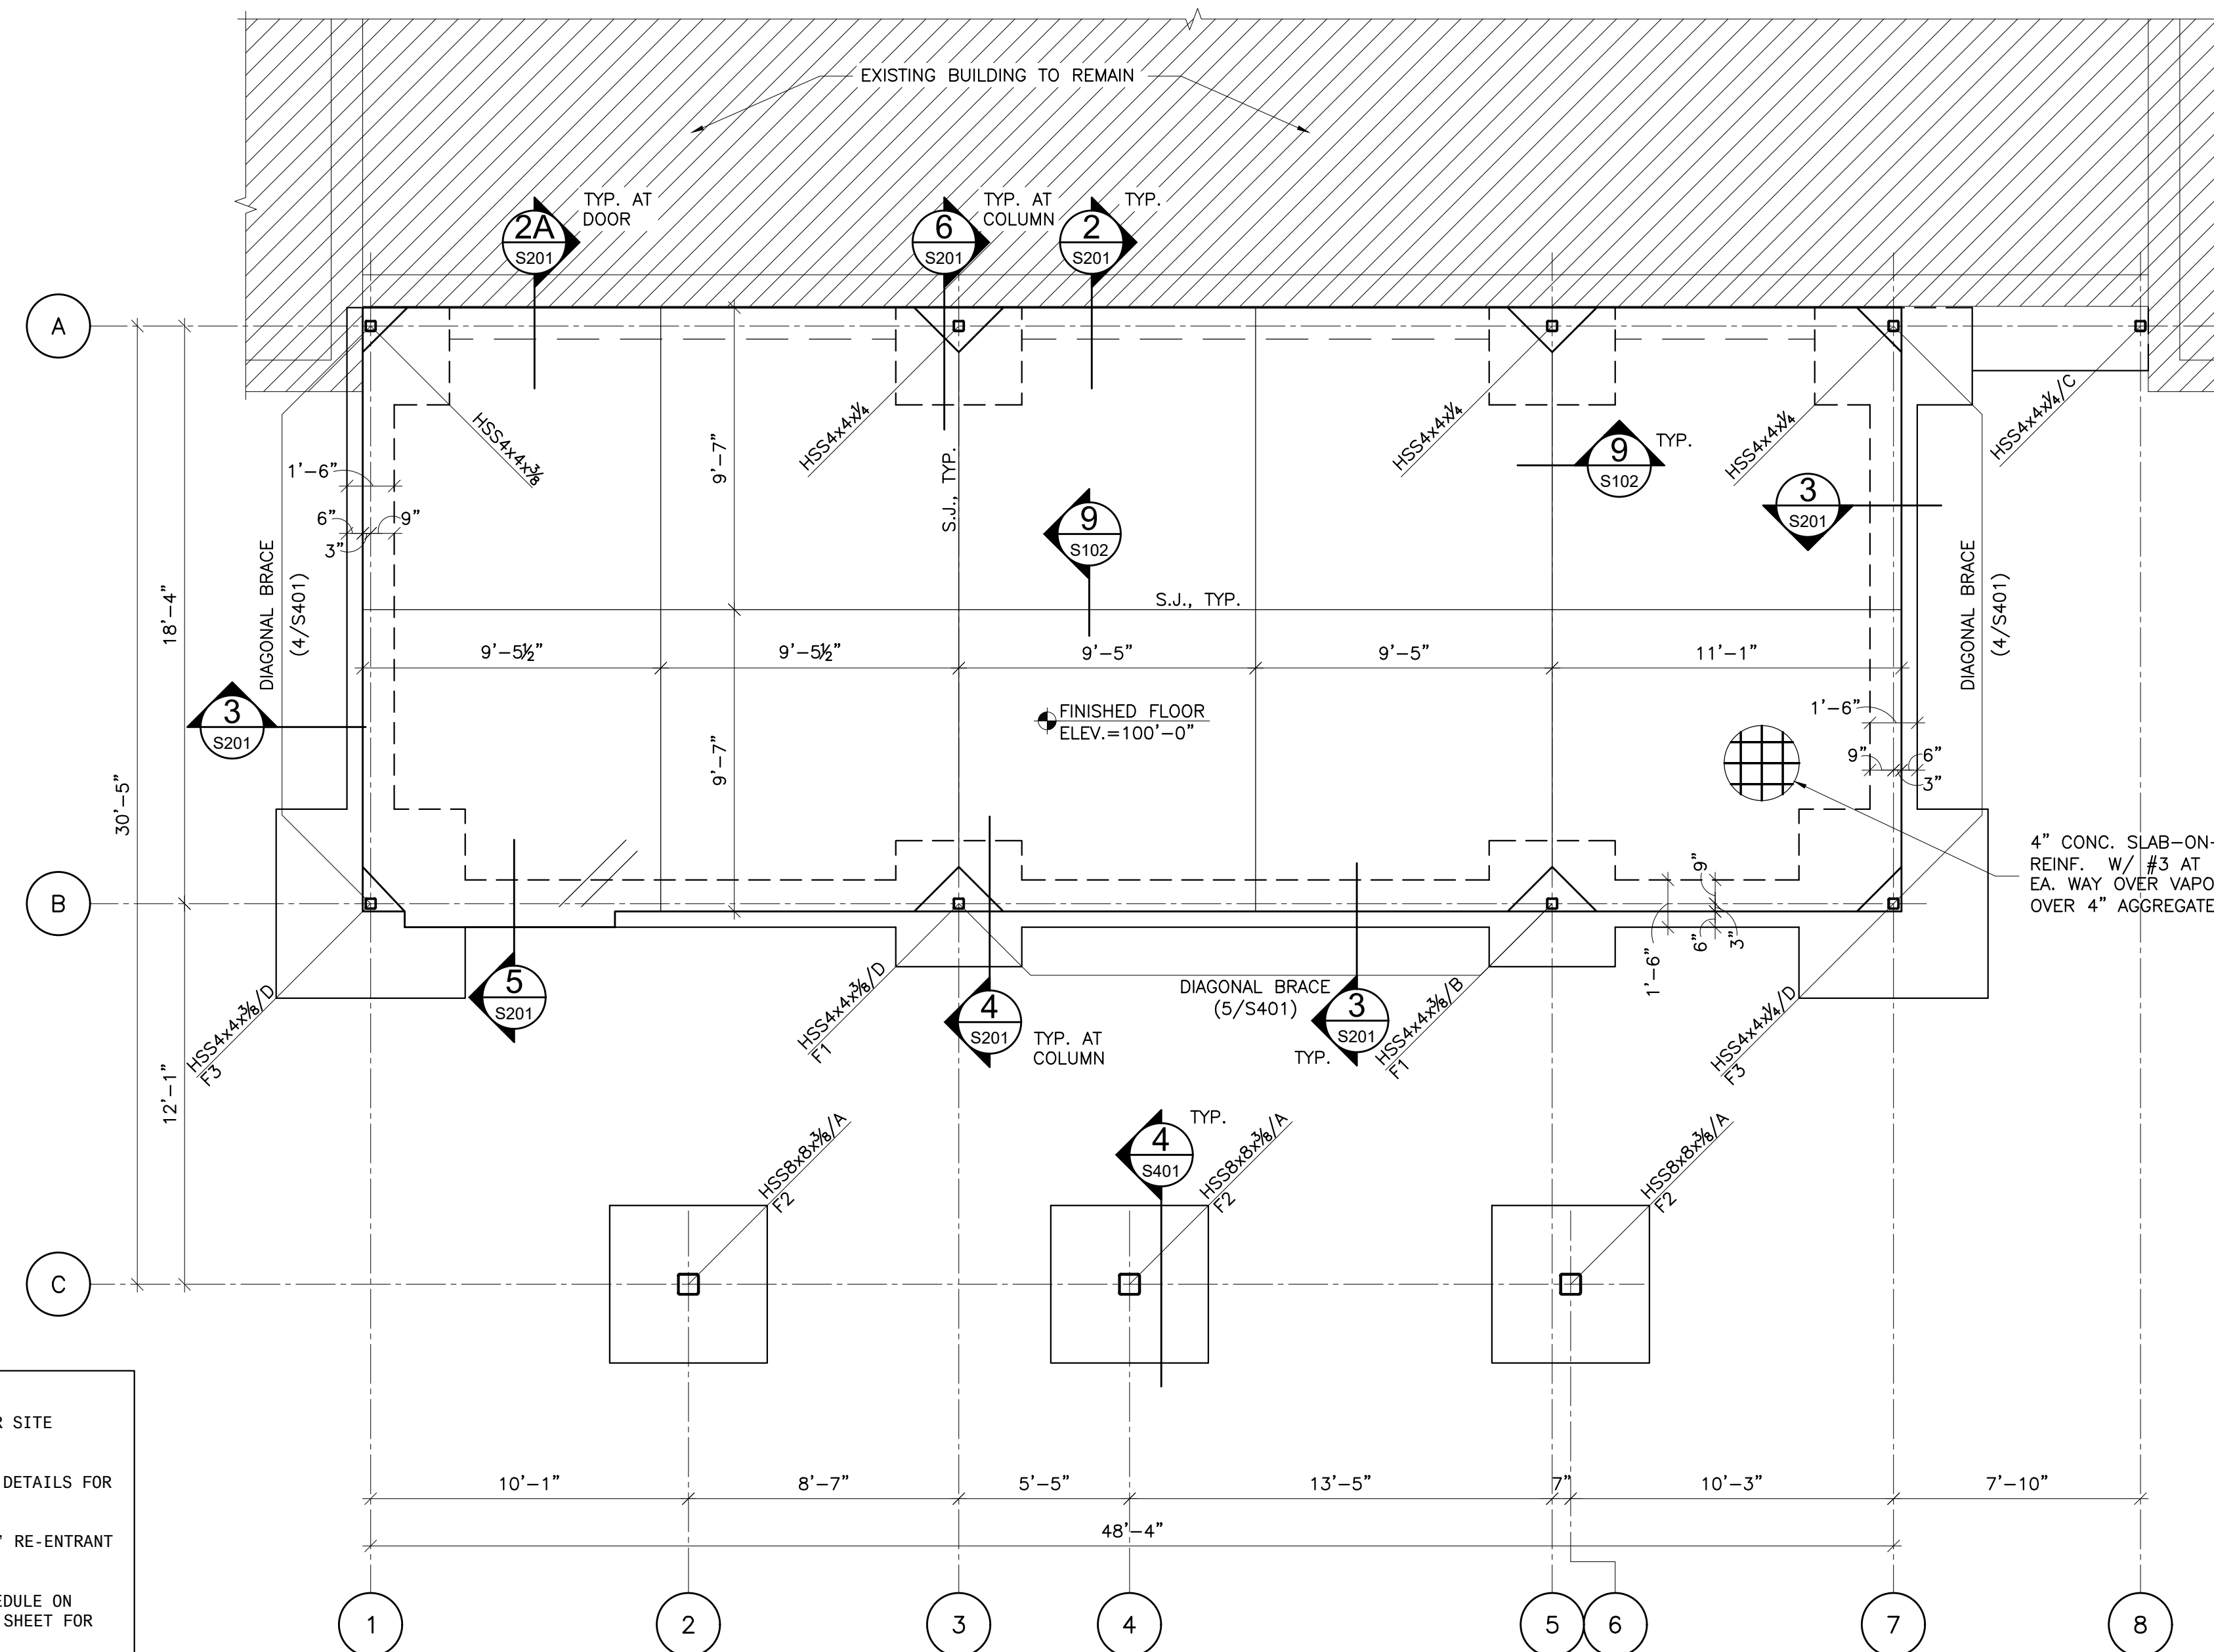 EXISTING BUILDING TO REMAIN
2A
S201
TYP. AT
DOOR
6
S201
TYP. AT
COLUMN
2
S201
TYP.
A
HSS4x4x⅜
HSS4x4x¼
HSS4x4x¼
HSS4x4x¼
HSS4x4x¼/C
9
S102
TYP.
3
S201
9
S102
1'-6"
6"
9"
3"
9'-7"
S.J., TYP.
DIAGONAL BRACE
(4/S401)
DIAGONAL BRACE
(4/S401)
18'-4"
S.J., TYP.
9'-5½"
9'-5½"
9'-5"
9'-5"
11'-1"
3
S201
FINISHED FLOOR
ELEV.=100'-0"
9'-7"
1'-6"
9"
6"
3"
30'-5"
4" CONC. SLAB-ON-
REINF. W/ #3 AT
EA. WAY OVER VAPO
OVER 4" AGGREGATE
B
9"
6"
3"
1'-6"
5
S201
4
S201
TYP. AT
COLUMN
DIAGONAL BRACE
(5/S401)
3
S201
TYP.
HSS4x4x⅜/D
F3
HSS4x4x⅜/D
F1
HSS4x4x⅜/B
F1
HSS4x4x¼/D
F3
12'-1"
4
S401
TYP.
HSS8x8x⅜/A
F2
HSS8x8x⅜/A
F2
HSS8x8x⅜/A
F2
C
R SITE
DETAILS FOR
' RE-ENTRANT
EDULE ON
SHEET FOR
10'-1"
8'-7"
5'-5"
13'-5"
7"
10'-3"
7'-10"
48'-4"
1
2
3
4
5
6
7
8